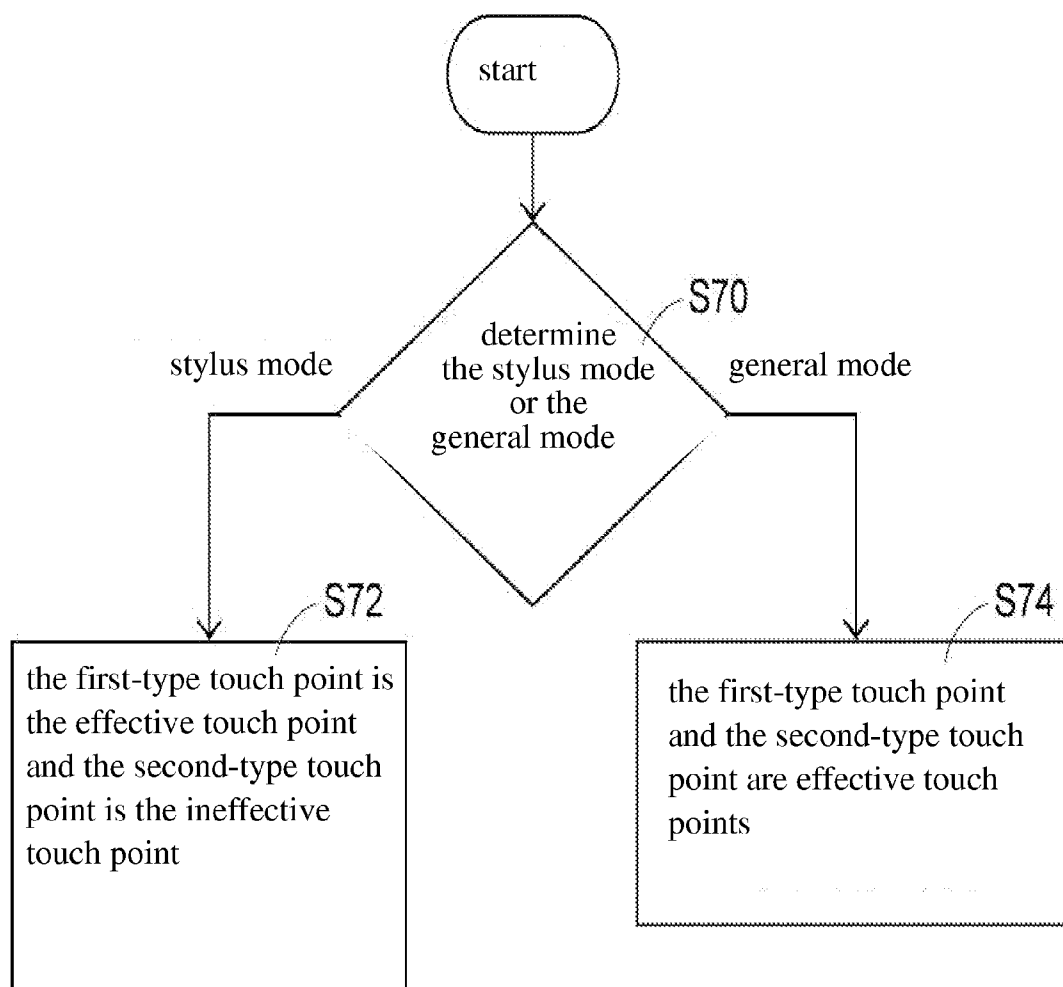 start
S70
determine
the stylus mode
or the
general mode
stylus mode
general mode
S72
the first-type touch point is
the effective touch point
and the second-type touch
point is the ineffective
touch point
S74
the first-type touch point
and the second-type touch
point are effective touch
points